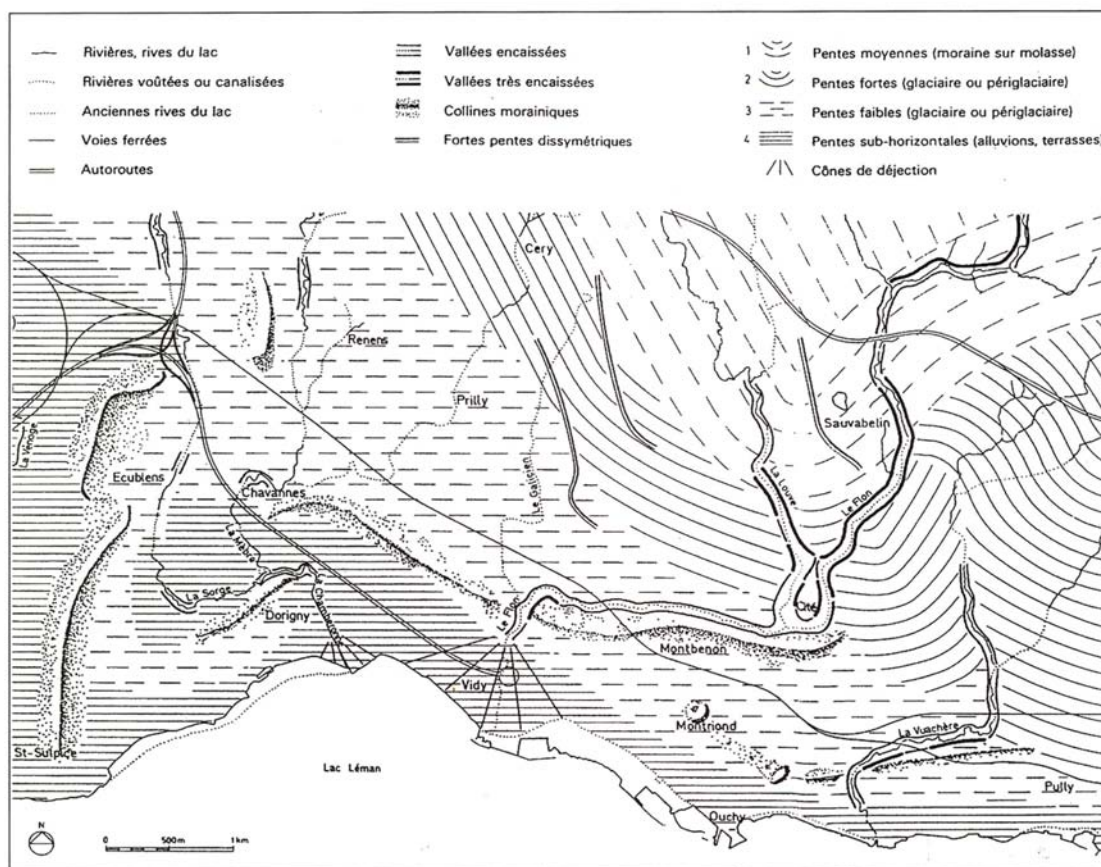 Rivières, rives du lac
Rivières voûtées ou canalisées
Anciennes rives du lac
Voies ferrées
Autoroutes
Vallées encaissées
Vallées très encaissées
Collines morainiques
Fortes pentes dissymétriques
1 Pentes moyennes (moraine sur molasse)
2 Pentes fortes (glaciaire ou périglaciaire)
3 Pentes faibles (glaciaire ou périglaciaire)
4 Pentes sub-horizontales (alluvions, terrasses)
Cônes de déjection
Cery
Renens
Prilly
Sauvabelin
La Venoge
Ecublens
Chavannes
Le Galicien
La Louve
Le Flon
La Mèbre
La Sorge
La Chamberonne
Dorigny
Le Flon
Cité
Montbenon
Vidy
Montriond
La Vuachère
St-Sulpice
Lac Léman
Pully
Ouchy
N
0 500m 1km